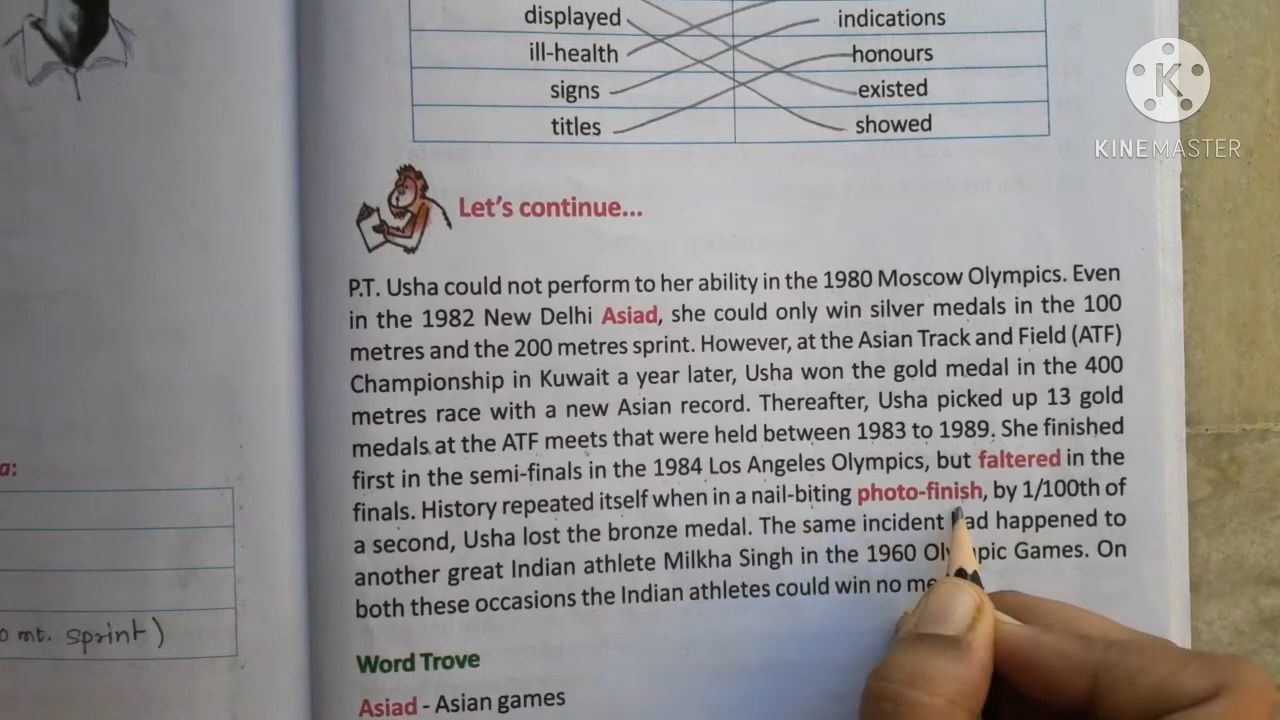 displayed indications
ill-health honours
signs existed
titles showed
K
KINEMASTER
Let's continue...
P.T. Usha could not perform to her ability in the 1980 Moscow Olympics. Even
in the 1982 New Delhi Asiad, she could only win silver medals in the 100
metres and the 200 metres sprint. However, at the Asian Track and Field (ATF)
Championship in Kuwait a year later, Usha won the gold medal in the 400
metres race with a new Asian record. Thereafter, Usha picked up 13 gold
medals at the ATF meets that were held between 1983 to 1989. She finished
first in the semi-finals in the 1984 Los Angeles Olympics, but faltered in the
finals. History repeated itself when in a nail-biting photo-finish, by 1/100th of
a second, Usha lost the bronze medal. The same incident had happened to
another great Indian athlete Milkha Singh in the 1960 Olympic Games. On
both these occasions the Indian athletes could win no
a:
mt. sprint)
Word Trove
Asiad - Asian games